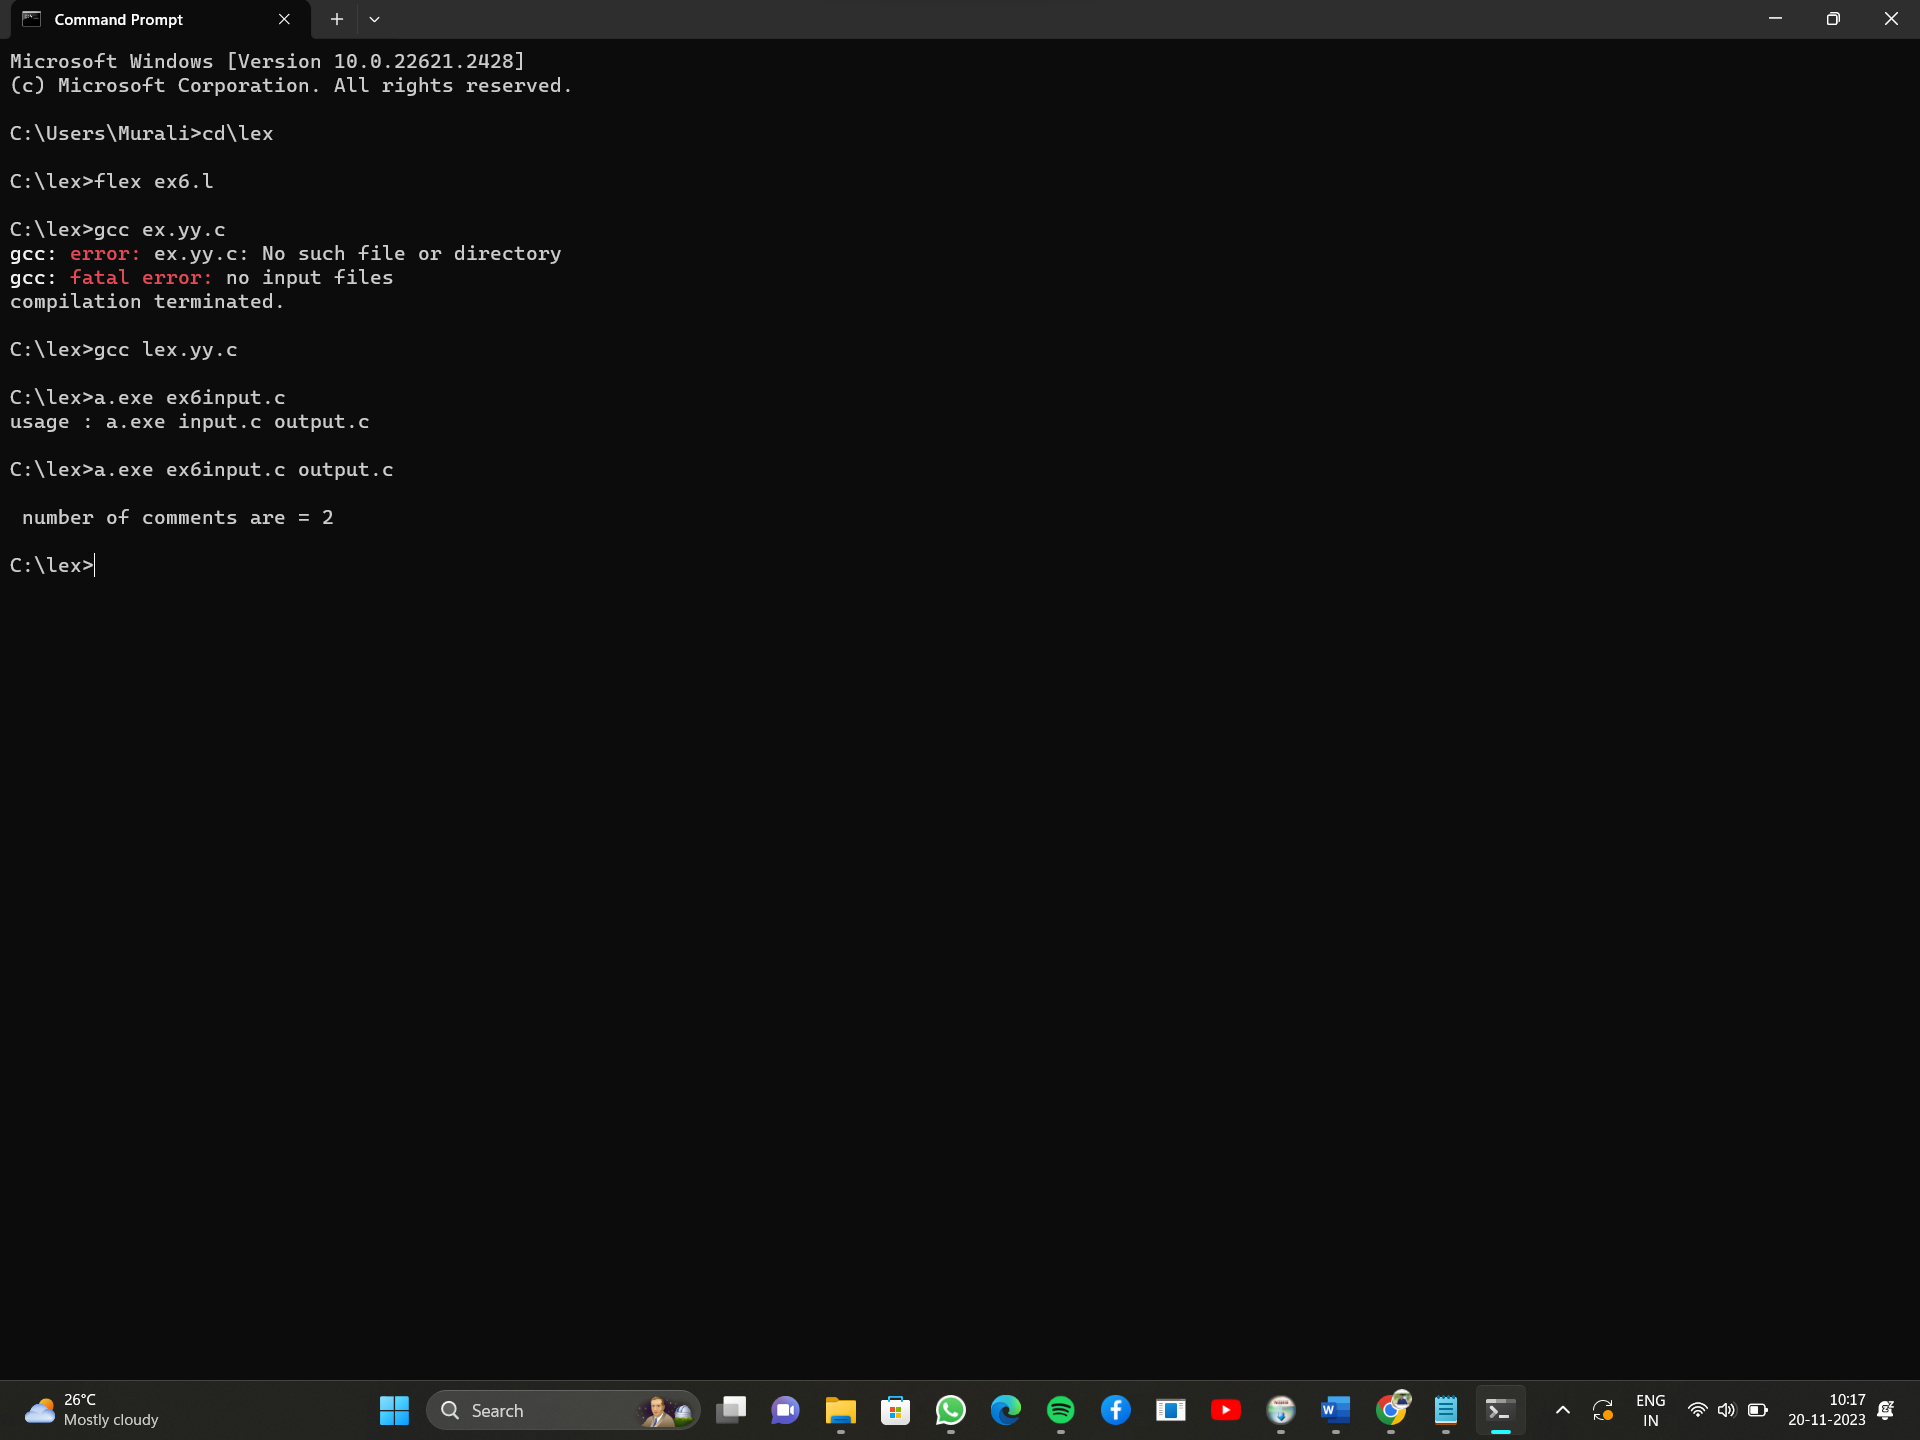 Command Prompt
Microsoft Windows [Version 10.0.22621.2428]
(c) Microsoft Corporation. All rights reserved.
C:\Users\Murali>cd\lex
C:\lex>flex ex6.l
C:\lex>gcc ex.yy.c
gcc: error: ex.yy.c: No such file or directory
gcc: fatal error: no input files
compilation terminated.
C:\lex>gcc lex.yy.c
C:\lex>a.exe ex6input.c
usage : a.exe input.c output.c
C:\lex>a.exe ex6input.c output.c
number of comments are = 2
C:\lex>
26°C
Mostly cloudy
Search
ENG
IN
10:17
20-11-2023